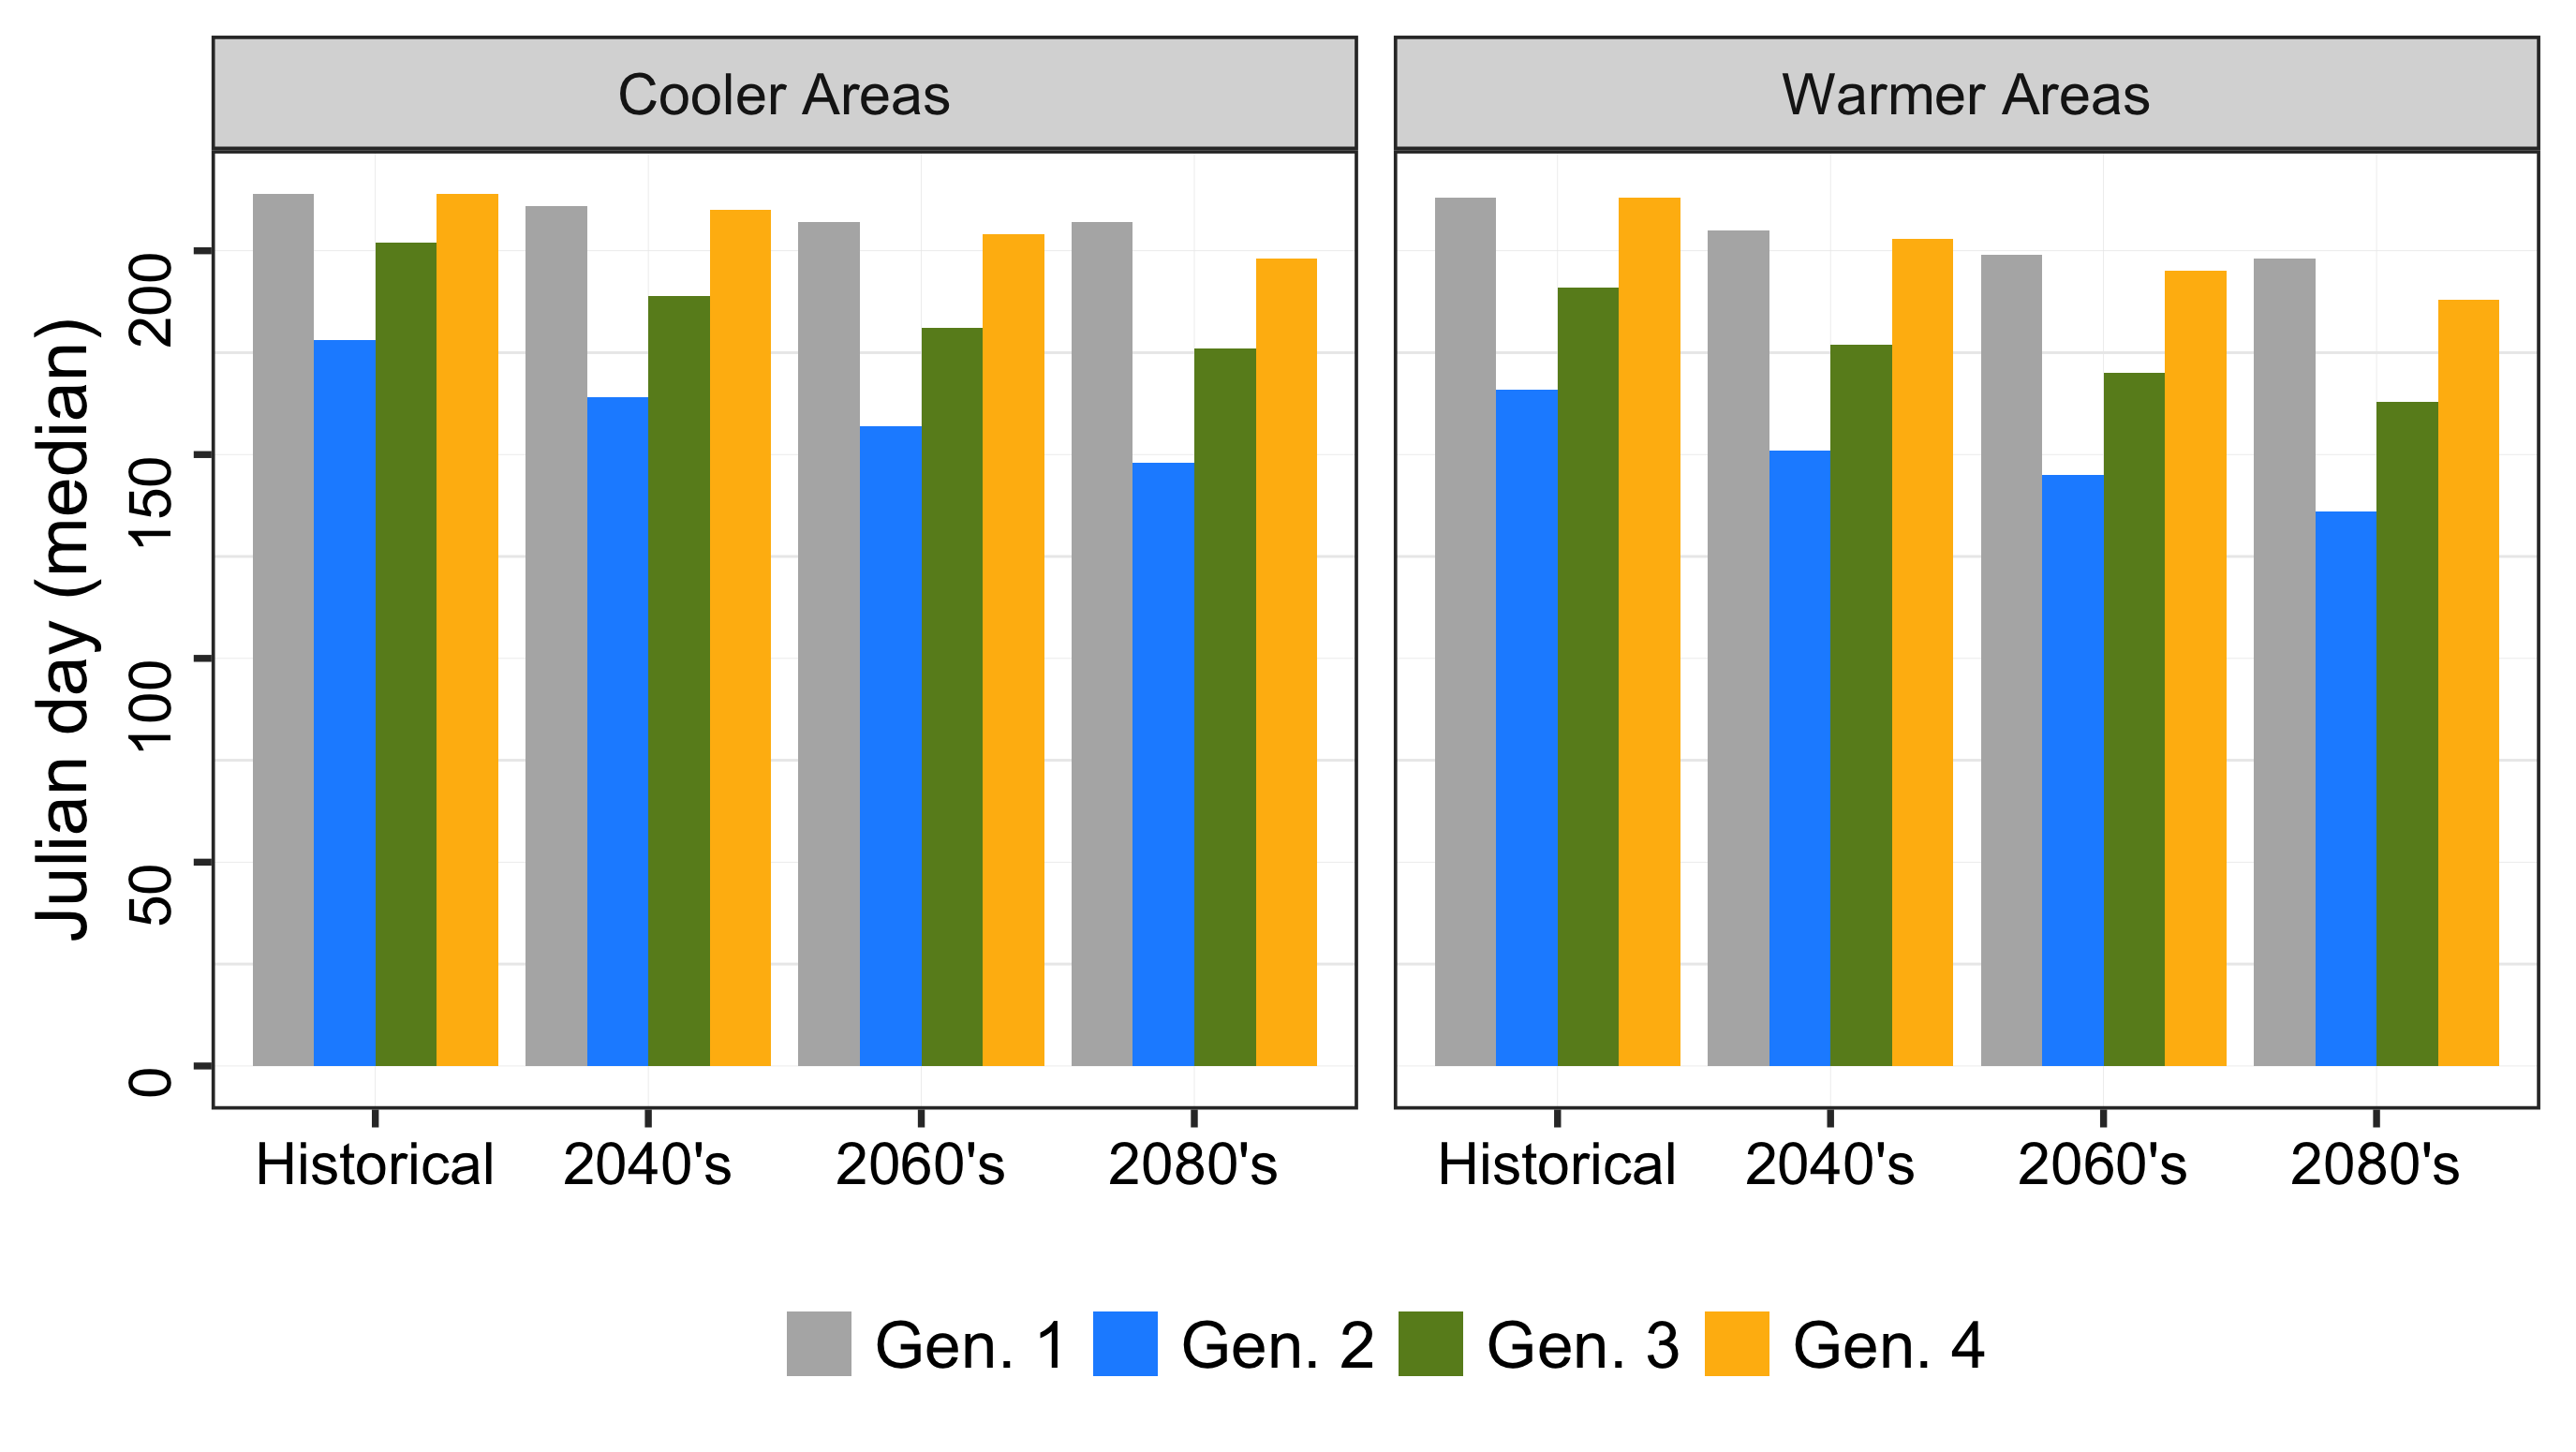 Cooler Areas
Warmer Areas
Julian day (median)
200
150
100
50
0
Historical 2040's 2060's 2080's
Historical 2040's 2060's 2080's
Gen. 1 Gen. 2 Gen. 3 Gen. 4